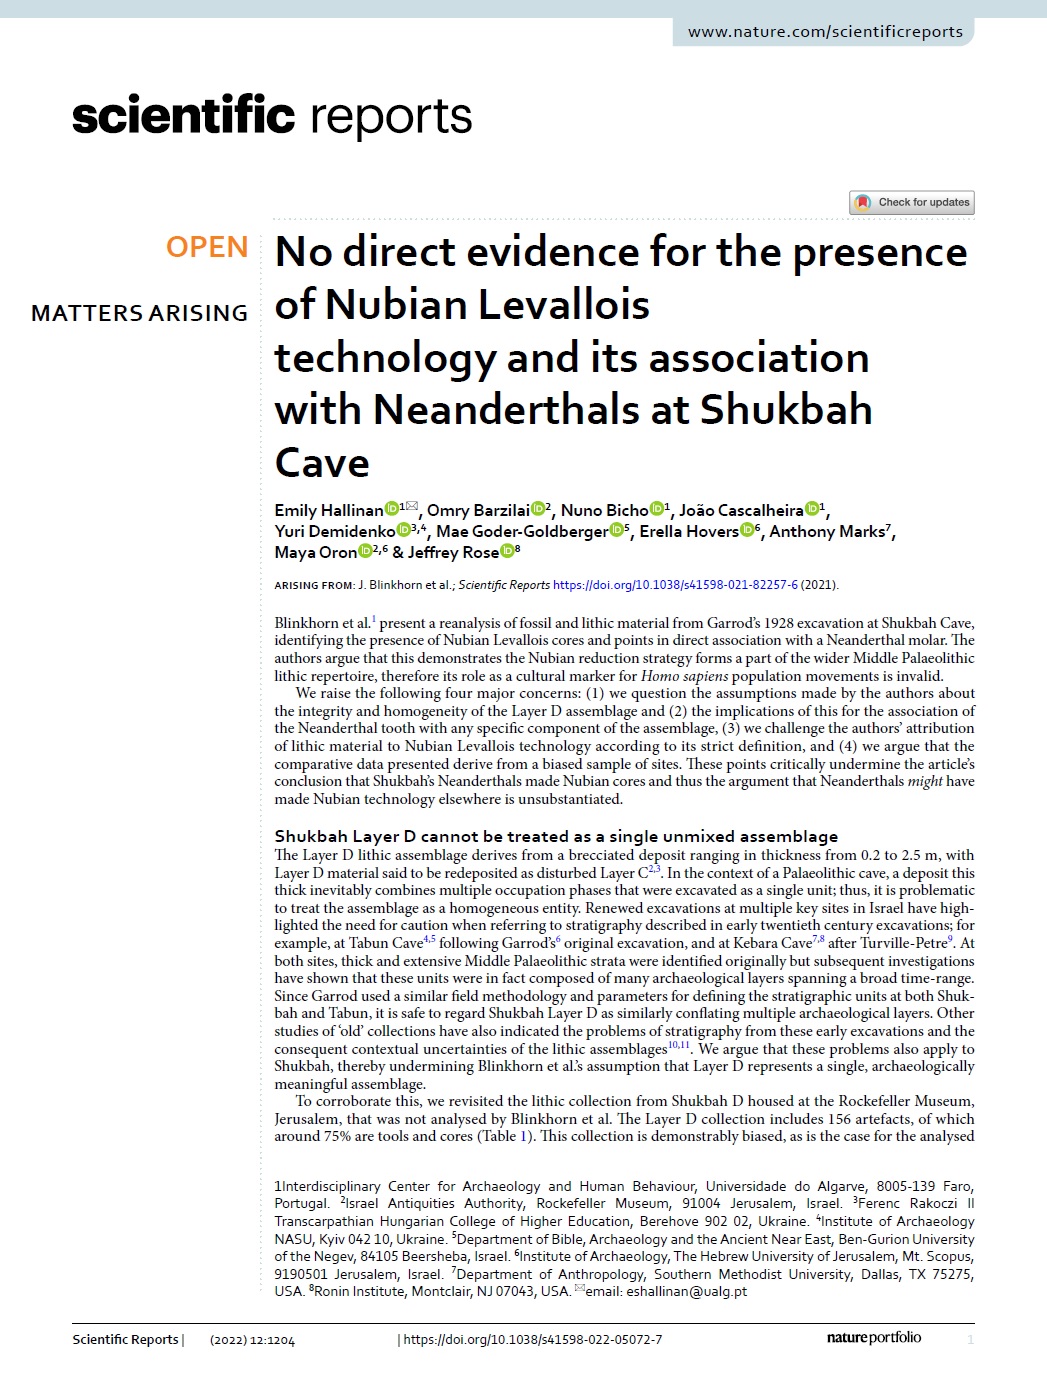 www.nature.com/scientificreports
scientific reports
Check for updates
OPEN
MATTERS ARISING
No direct evidence for the presence
of Nubian Levallois
technology and its association
with Neanderthals at Shukbah
Cave
Emily Hallinan iD 1✉, Omry Barzilai iD 2, Nuno Bicho iD 1, João Cascalheira iD 1,
Yuri Demidenko iD 3,4, Mae Goder-Goldberger iD 5, Erella Hovers iD 6, Anthony Marks7,
Maya Oron iD 2,6 & Jeffrey Rose iD 8
ARISING FROM: J. Blinkhorn et al.; Scientific Reports https://doi.org/10.1038/s41598-021-82257-6 (2021).
Blinkhorn et al.1 present a reanalysis of fossil and lithic material from Garrod's 1928 excavation at Shukbah Cave,
identifying the presence of Nubian Levallois cores and points in direct association with a Neanderthal molar. The
authors argue that this demonstrates the Nubian reduction strategy forms a part of the wider Middle Palaeolithic
lithic repertoire, therefore its role as a cultural marker for Homo sapiens population movements is invalid.
We raise the following four major concerns: (1) we question the assumptions made by the authors about
the integrity and homogeneity of the Layer D assemblage and (2) the implications of this for the association of
the Neanderthal tooth with any specific component of the assemblage, (3) we challenge the authors' attribution
of lithic material to Nubian Levallois technology according to its strict definition, and (4) we argue that the
comparative data presented derive from a biased sample of sites. These points critically undermine the article's
conclusion that Shukbah's Neanderthals made Nubian cores and thus the argument that Neanderthals might have
made Nubian technology elsewhere is unsubstantiated.
Shukbah Layer D cannot be treated as a single unmixed assemblage
The Layer D lithic assemblage derives from a brecciated deposit ranging in thickness from 0.2 to 2.5 m, with
Layer D material said to be redeposited as disturbed Layer C2,3. In the context of a Palaeolithic cave, a deposit this
thick inevitably combines multiple occupation phases that were excavated as a single unit; thus, it is problematic
to treat the assemblage as a homogeneous entity. Renewed excavations at multiple key sites in Israel have high-
lighted the need for caution when referring to stratigraphy described in early twentieth century excavations; for
example, at Tabun Cave4,5 following Garrod's6 original excavation, and at Kebara Cave7,8 after Turville-Petre9. At
both sites, thick and extensive Middle Palaeolithic strata were identified originally but subsequent investigations
have shown that these units were in fact composed of many archaeological layers spanning a broad time-range.
Since Garrod used a similar field methodology and parameters for defining the stratigraphic units at both Shuk-
bah and Tabun, it is safe to regard Shukbah Layer D as similarly conflating multiple archaeological layers. Other
studies of 'old' collections have also indicated the problems of stratigraphy from these early excavations and the
consequent contextual uncertainties of the lithic assemblages10,11. We argue that these problems also apply to
Shukbah, thereby undermining Blinkhorn et al.'s assumption that Layer D represents a single, archaeologically
meaningful assemblage.
To corroborate this, we revisited the lithic collection from Shukbah D housed at the Rockefeller Museum,
Jerusalem, that was not analysed by Blinkhorn et al. The Layer D collection includes 156 artefacts, of which
around 75% are tools and cores (Table 1). This collection is demonstrably biased, as is the case for the analysed
1Interdisciplinary Center for Archaeology and Human Behaviour, Universidade do Algarve, 8005-139 Faro,
Portugal. 2Israel Antiquities Authority, Rockefeller Museum, 91004 Jerusalem, Israel. 3Ferenc Rakoczi II
Transcarpathian Hungarian College of Higher Education, Berehove 902 02, Ukraine. 4Institute of Archaeology
NASU, Kyiv 042 10, Ukraine. 5Department of Bible, Archaeology and the Ancient Near East, Ben-Gurion University
of the Negev, 84105 Beersheba, Israel. 6Institute of Archaeology, The Hebrew University of Jerusalem, Mt. Scopus,
9190501 Jerusalem, Israel. 7Department of Anthropology, Southern Methodist University, Dallas, TX 75275,
USA. 8Ronin Institute, Montclair, NJ 07043, USA. ✉email: eshallinan@ualg.pt
Scientific Reports | (2022) 12:1204 | https://doi.org/10.1038/s41598-022-05072-7 nature portfolio 1